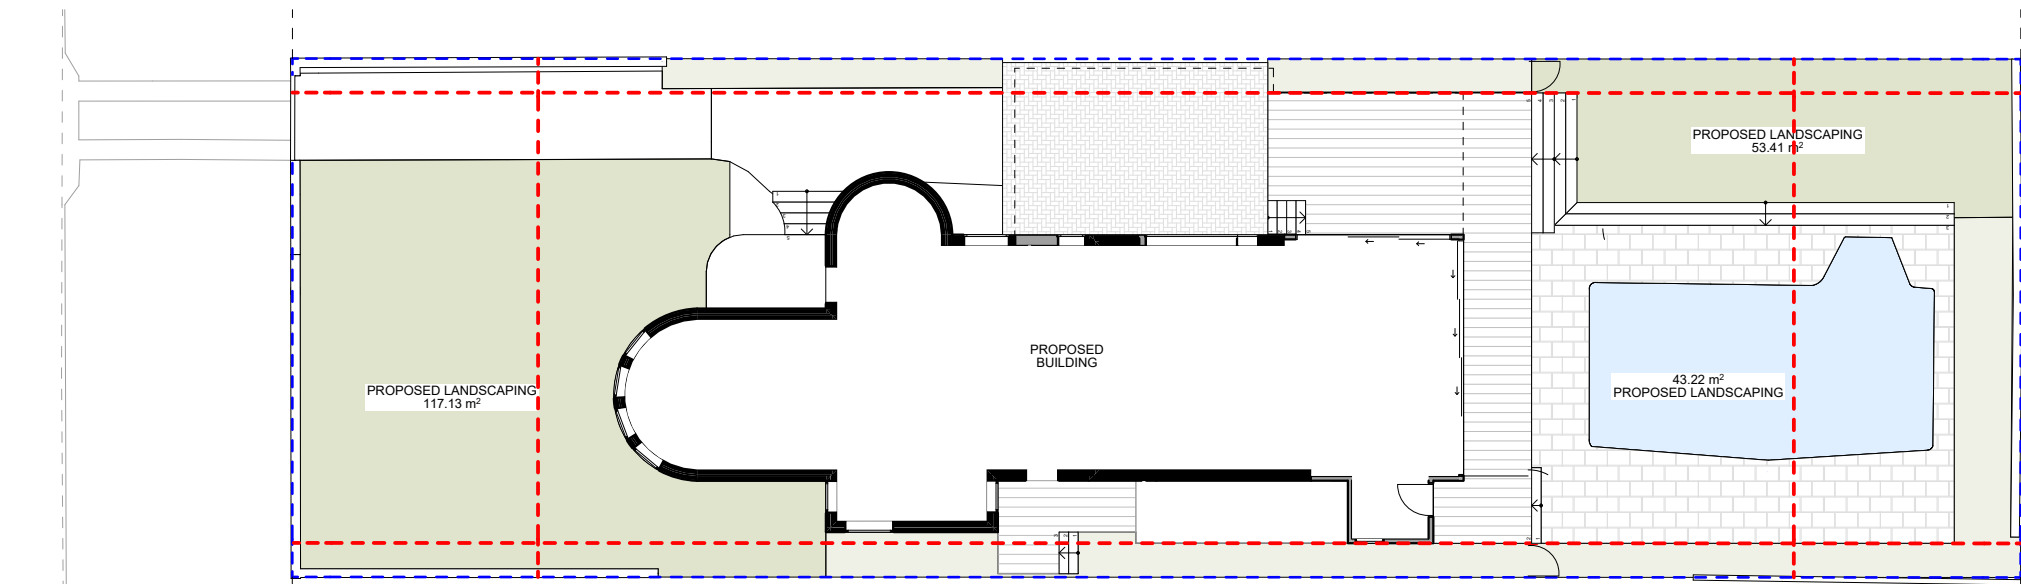 PROPOSED LANDSCAPING
53.41 m²
PROPOSED
BUILDING
43.22 m²
PROPOSED LANDSCAPING
PROPOSED LANDSCAPING
117.13 m²